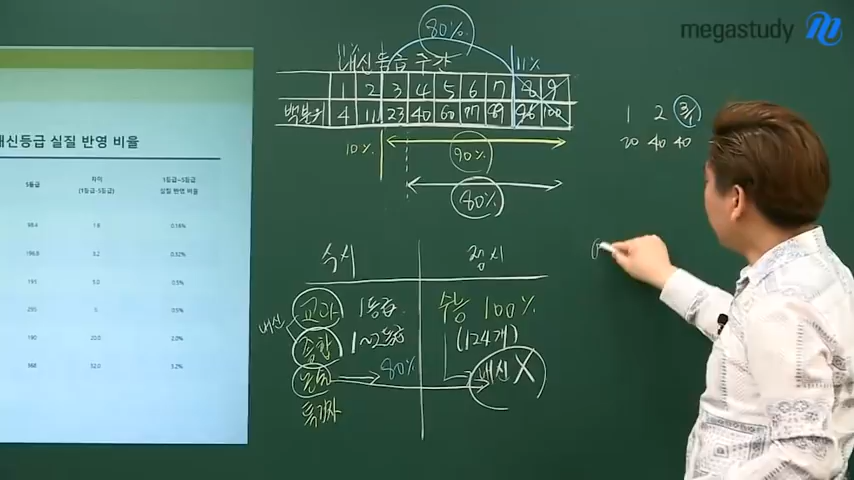 megastudy
내신등급 실질 반영 비율
5등급 차이 (1등급-5등급) 1등급~5등급 실질 반영 비율
98.4 1.6 0.16%
196.8 3.2 0.32%
5.0 0.5%
295 5 0.5%
20.0 2.0%
52.0 5.2%
80%
내신등급 구간
11%
1 2 3 4 5 6 7 8 9
백분위 4 11 23 40 60 77 89 96 100
10%
90%
80%
1 2 3/1
20 40 40
수시 정시
교과 1등급 수능 100%
내신
종합 1~2등급 (124개)
논술 80% 내신 X
특기자